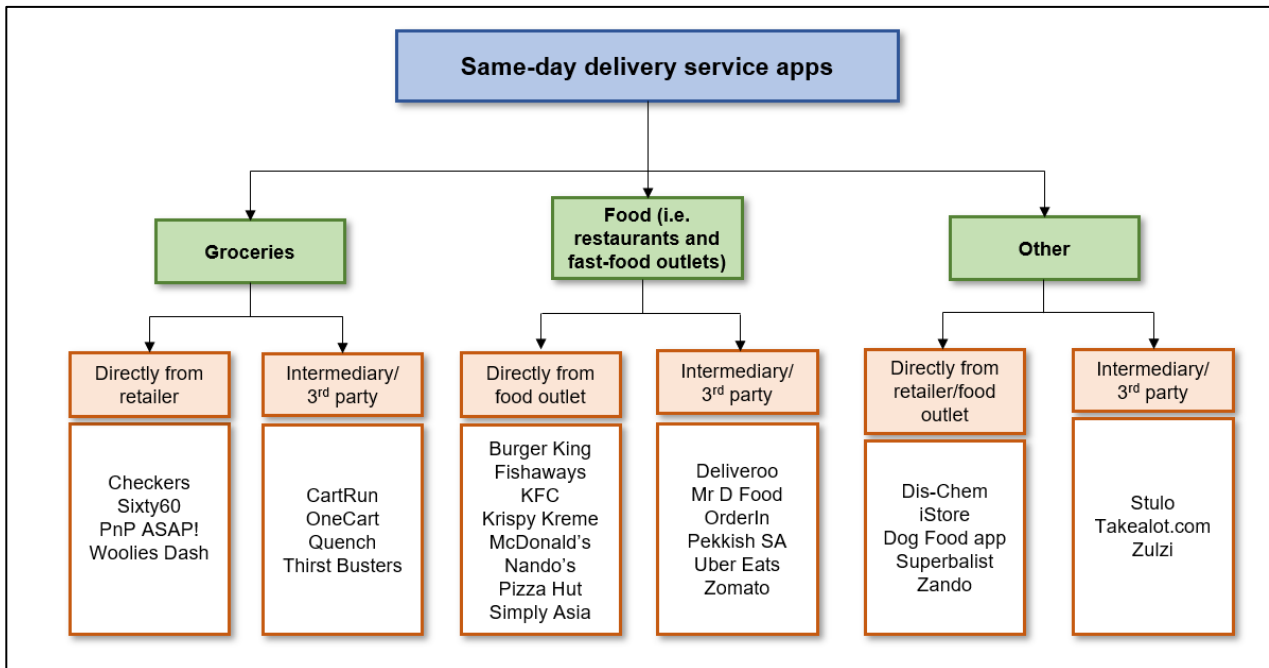 Same-day delivery service apps
Groceries
Food (i.e.
restaurants and
fast-food outlets)
Other
Directly from
retailer
Checkers
Sixty60
PnP ASAP!
Woolies Dash
Intermediary/
3rd party
CartRun
OneCart
Quench
Thirst Busters
Directly from
food outlet
Burger King
Fishaways
KFC
Krispy Kreme
McDonald’s
Nando’s
Pizza Hut
Simply Asia
Intermediary/
3rd party
Deliveroo
Mr D Food
OrderIn
Pekkish SA
Uber Eats
Zomato
Directly from
retailer/food
outlet
Dis-Chem
iStore
Dog Food app
Superbalist
Zando
Intermediary/
3rd party
Stulo
Takealot.com
Zulzi